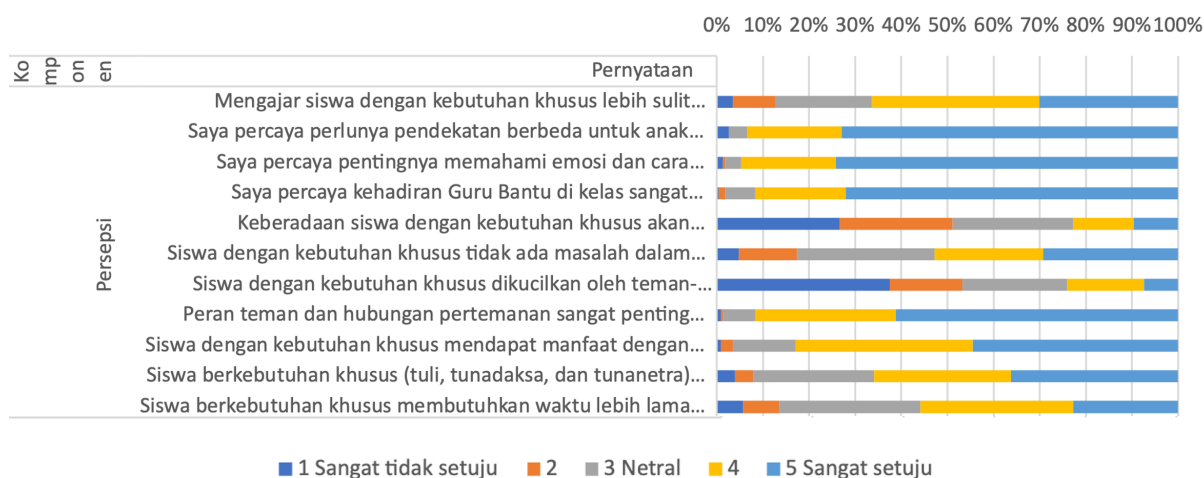 0% 10% 20% 30% 40% 50% 60% 70% 80% 90% 100%
Ko
mp
on
en
Pernyataan
Persepsi
Mengajar siswa dengan kebutuhan khusus lebih sulit...
Saya percaya perlunya pendekatan berbeda untuk anak...
Saya percaya pentingnya memahami emosi dan cara...
Saya percaya kehadiran Guru Bantu di kelas sangat...
Keberadaan siswa dengan kebutuhan khusus akan...
Siswa dengan kebutuhan khusus tidak ada masalah dalam...
Siswa dengan kebutuhan khusus dikucilkan oleh teman-...
Peran teman dan hubungan pertemanan sangat penting...
Siswa dengan kebutuhan khusus mendapat manfaat dengan...
Siswa berkebutuhan khusus (tuli, tunadaksa, dan tunanetra)...
Siswa berkebutuhan khusus membutuhkan waktu lebih lama...
1 Sangat tidak setuju 2 3 Netral 4 5 Sangat setuju